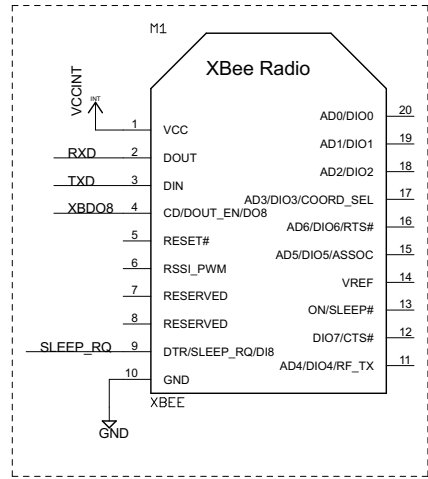 M1
XBee Radio
VCCINT
INT
1 VCC
RXD 2 DOUT
TXD 3 DIN
XBDO8 4 CD/DOUT_EN/DO8
5 RESET#
6 RSSI_PWM
7 RESERVED
8 RESERVED
SLEEP_RQ 9 DTR/SLEEP_RQ/DI8
10 GND
GND
AD0/DIO0 20
AD1/DIO1 19
AD2/DIO2 18
AD3/DIO3/COORD_SEL 17
AD6/DIO6/RTS# 16
AD5/DIO5/ASSOC 15
VREF 14
ON/SLEEP# 13
DIO7/CTS# 12
AD4/DIO4/RF_TX 11
XBEE